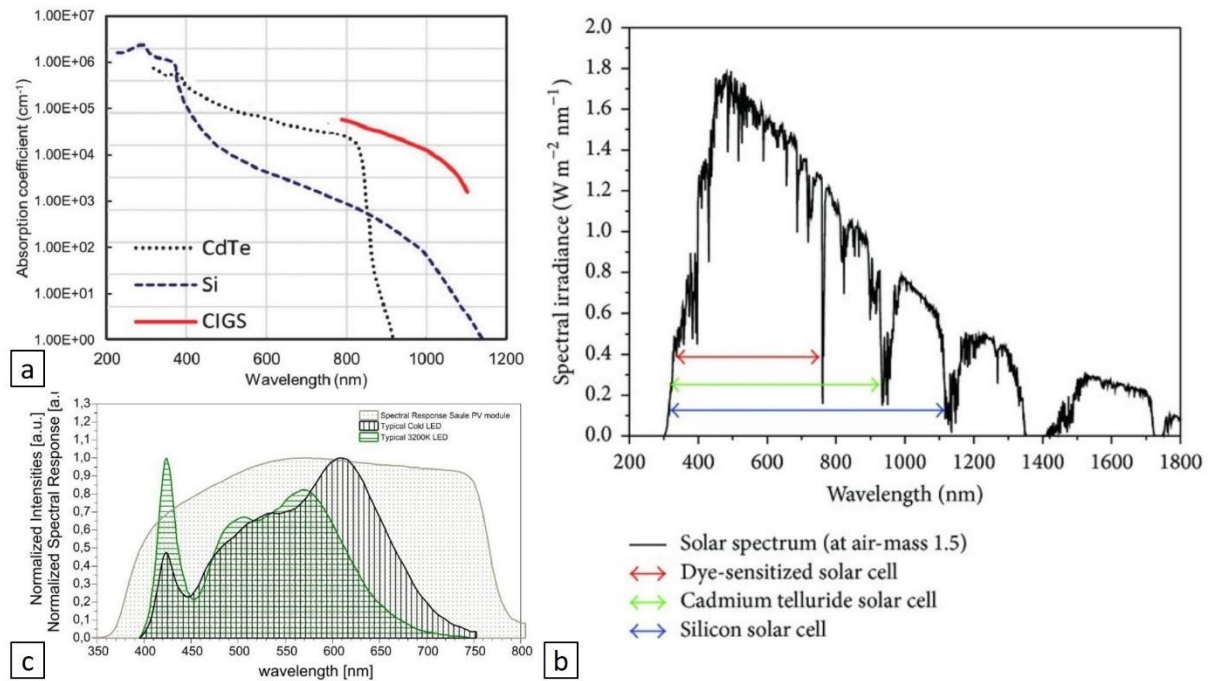 1.00E+07
1.00E+06
1.00E+05
1.00E+04
1.00E+03
1.00E+02
1.00E+01
1.00E+00
Absorption coefficient (cm⁻¹)
CdTe
Si
CIGS
200 400 600 800 1000 1200
Wavelength (nm)
a
1,3
1,2
1,1
1,0
0,9
0,8
0,7
0,6
0,5
0,4
0,3
0,2
0,1
0,0
Normalized Intensities [a.u.]
Normalized Spectral Response [a.u
Spectral Response Saule PV module
Typical Cold LED
Typical 3200K LED
350 400 450 500 550 600 650 700 750 800
wavelength [nm]
c
2.0
1.8
1.6
1.4
1.2
1.0
0.8
0.6
0.4
0.2
0.0
Spectral irradiance (W m⁻² nm⁻¹)
200 400 600 800 1000 1200 1400 1600 1800
Wavelength (nm)
Solar spectrum (at air-mass 1.5)
Dye-sensitized solar cell
Cadmium telluride solar cell
Silicon solar cell
b